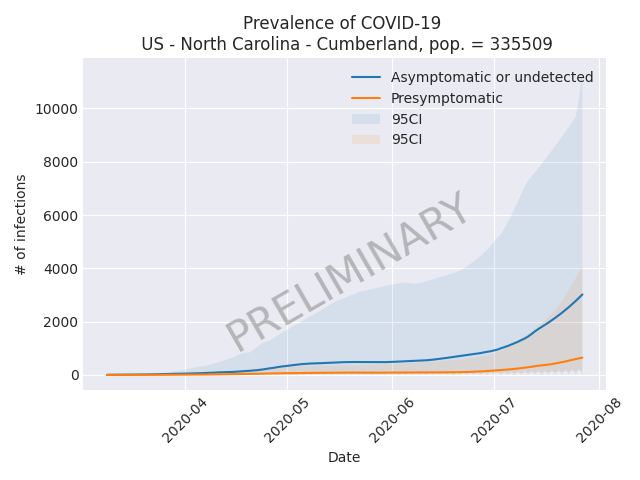 Prevalence of COVID-19
US - North Carolina - Cumberland, pop. = 335509
Asymptomatic or undetected
Presymptomatic
95CI
95CI
10000
8000
6000
4000
2000
0
# of infections
PRELIMINARY
2020-04
2020-05
2020-06
2020-07
2020-08
Date